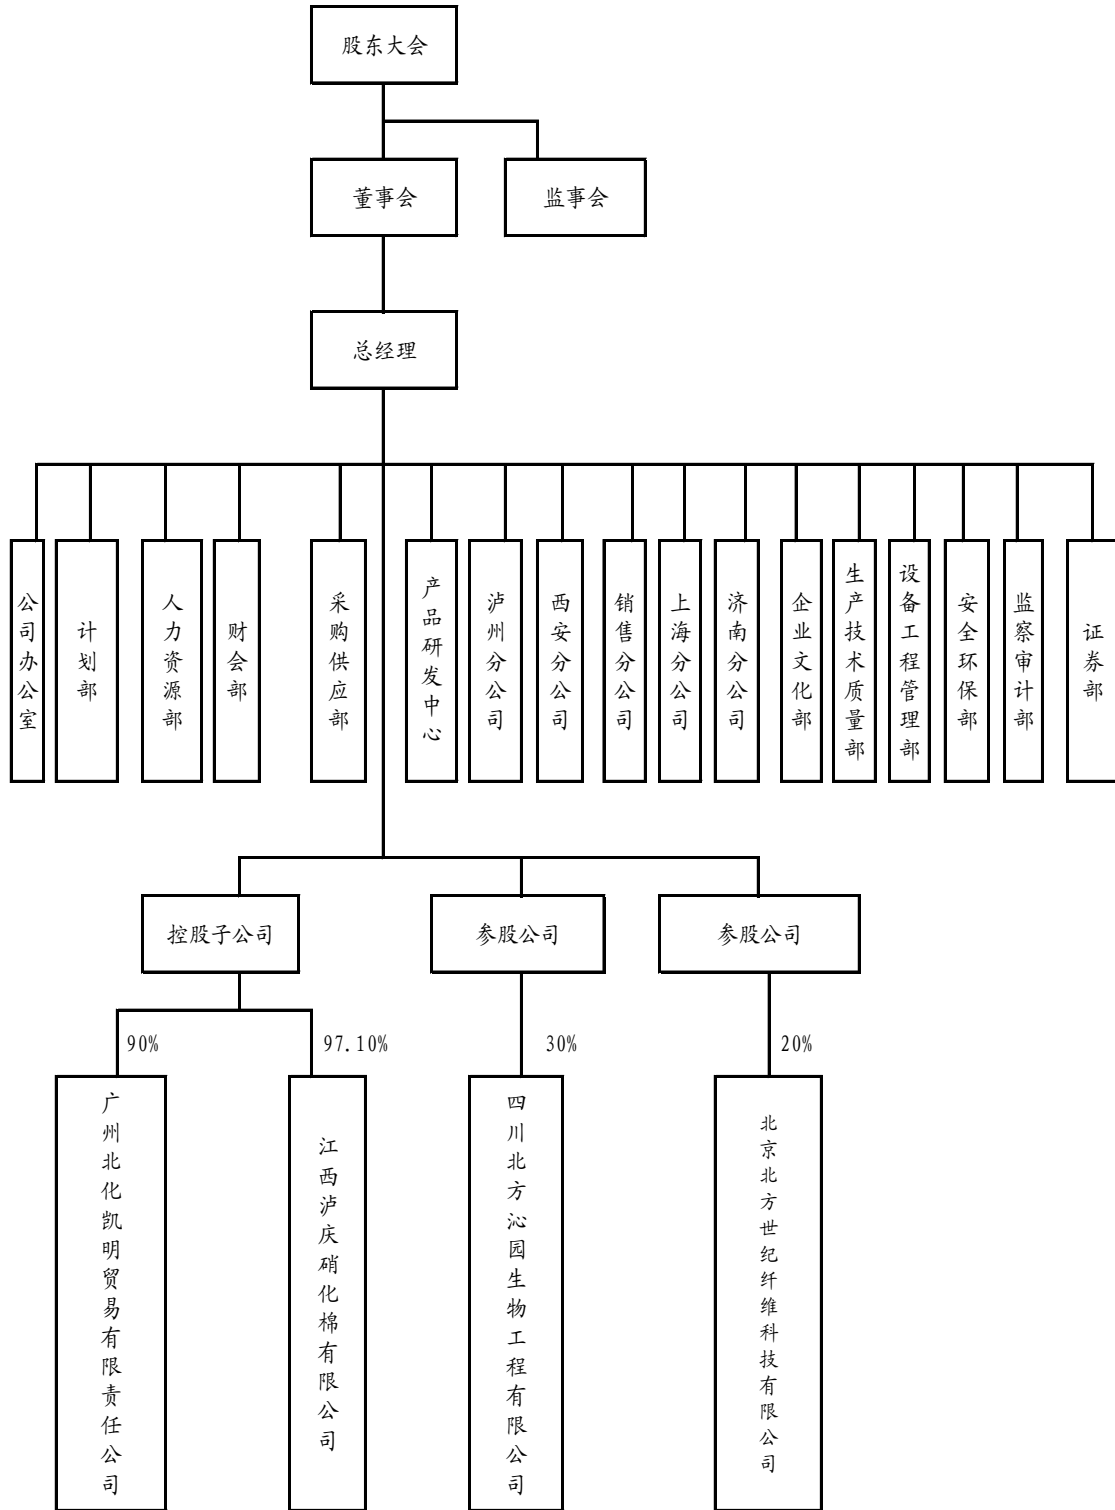 股东大会
董事会
监事会
总经理
公司办公室
计划部
人力资源部
财会部
采购供应部
产品研发中心
泸州分公司
西安分公司
销售分公司
上海分公司
济南分公司
企业文化部
生产技术质量部
设备工程管理部
安全环保部
监察审计部
证券部
控股子公司
参股公司
参股公司
90%
97.10%
30%
20%
广州北化凯明贸易有限责任公司
江西泸庆硝化棉有限公司
四川北方沁园生物工程有限公司
北京北方世纪纤维科技有限公司